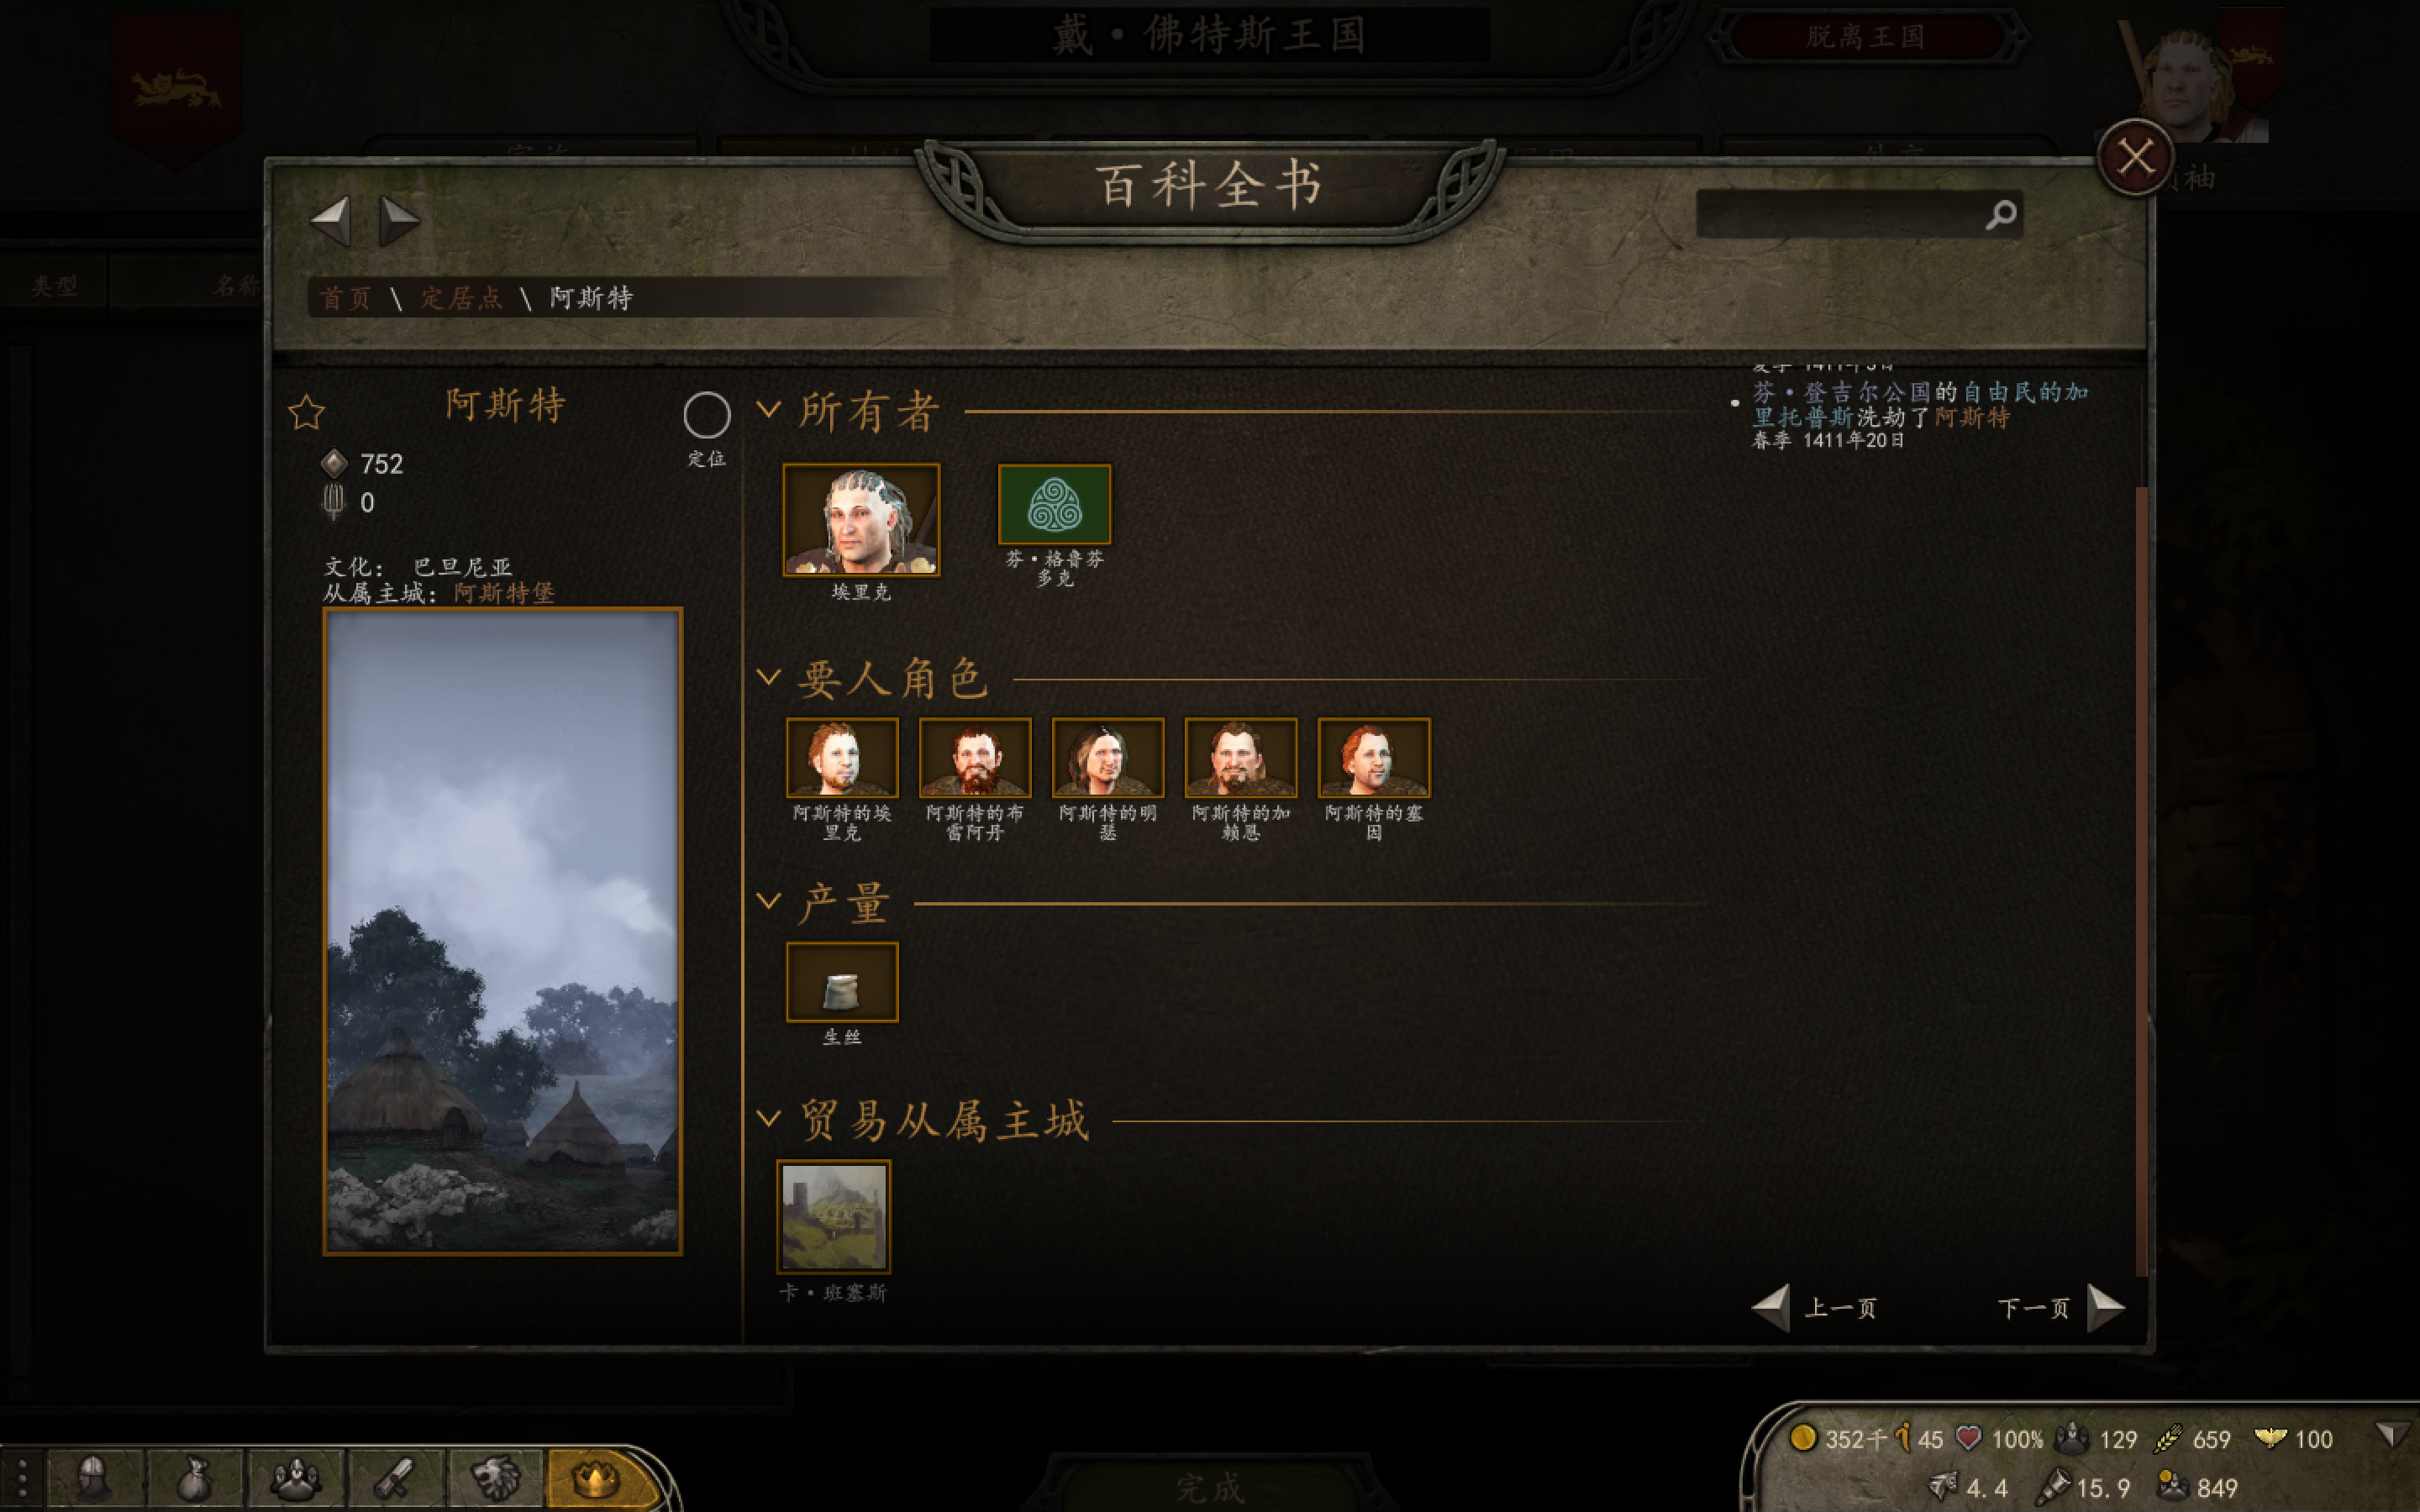 戴·佛特斯王国
脱离王国
百科全书
类型
名称
首页 \ 定居点 \ 阿斯特
阿斯特
定位
752
0
文化： 巴旦尼亚
从属主城：阿斯特堡
所有者
埃里克
芬·格鲁芬
多克
要人角色
阿斯特的埃
里克
阿斯特的布
雷阿丹
阿斯特的明
瑟
阿斯特的加
赖恩
阿斯特的塞
因
产量
生丝
贸易从属主城
卡·班塞斯
芬·登吉尔公国的自由民的加
里托普斯洗劫了阿斯特
春季 1411年20日
上一页
下一页
完成
352千 45 100% 129 659 100
4.4 15.9 849